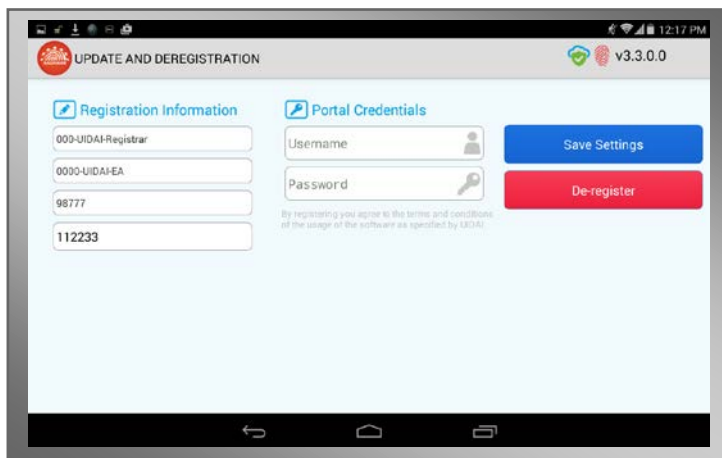 12:17 PM
UPDATE AND DEREGISTRATION
v3.3.0.0
Registration Information
Portal Credentials
000-UIDAI-Registrar
Username
Save Settings
0000-UIDAI-EA
Password
De-register
98777
By registering you agree to the terms and conditions
of the usage of the software as specified by UIDAI
112233